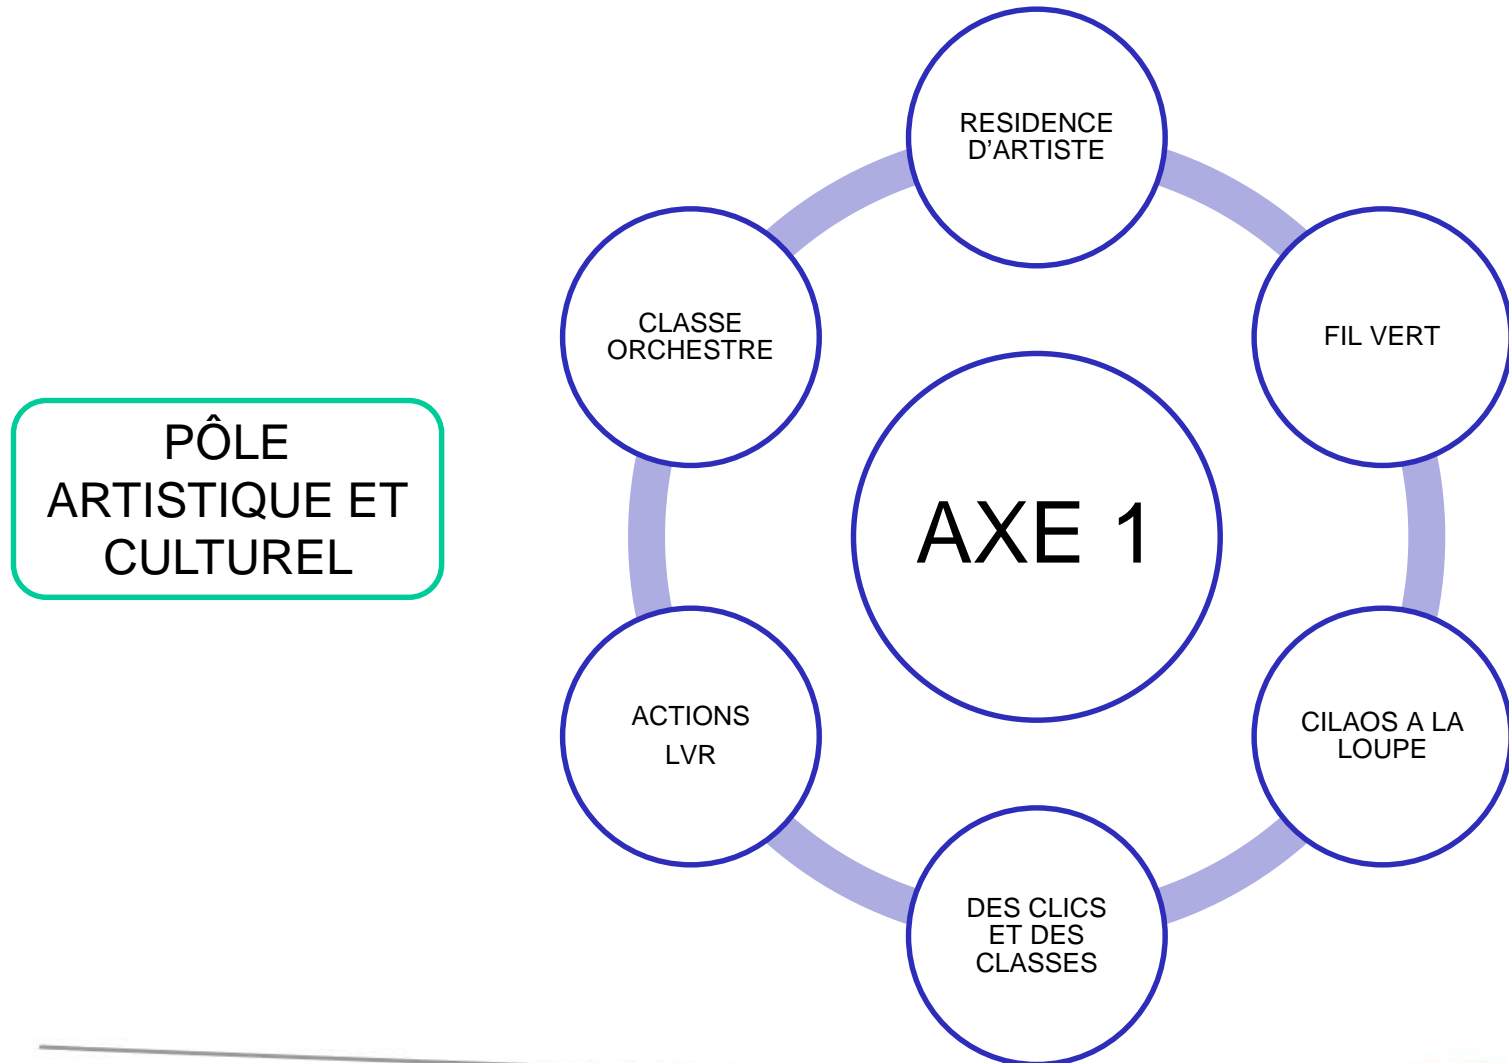 PÔLE
ARTISTIQUE ET
CULTUREL
RESIDENCE
D’ARTISTE
FIL VERT
CILAOS A LA
LOUPE
DES CLICS
ET DES
CLASSES
ACTIONS
LVR
CLASSE
ORCHESTRE
AXE 1